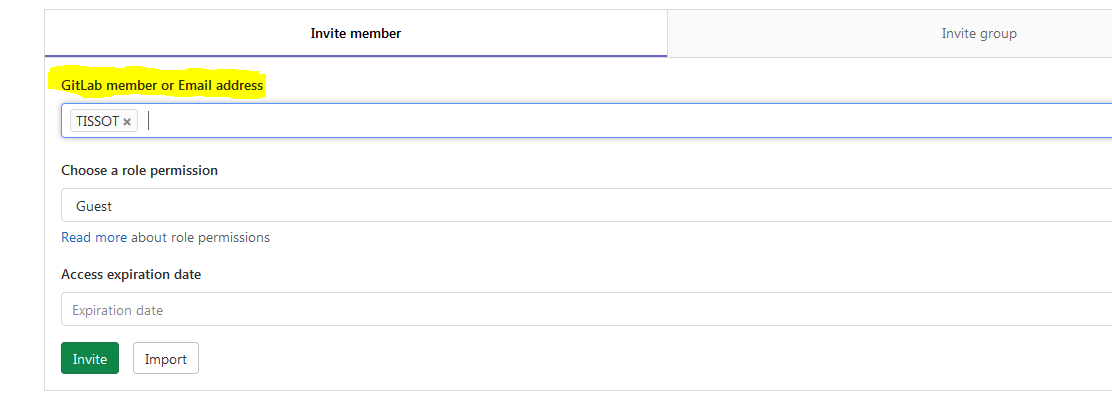 Invite member
Invite group
GitLab member or Email address
TISSOT ×
Choose a role permission
Guest
Read more about role permissions
Access expiration date
Expiration date
Invite
Import